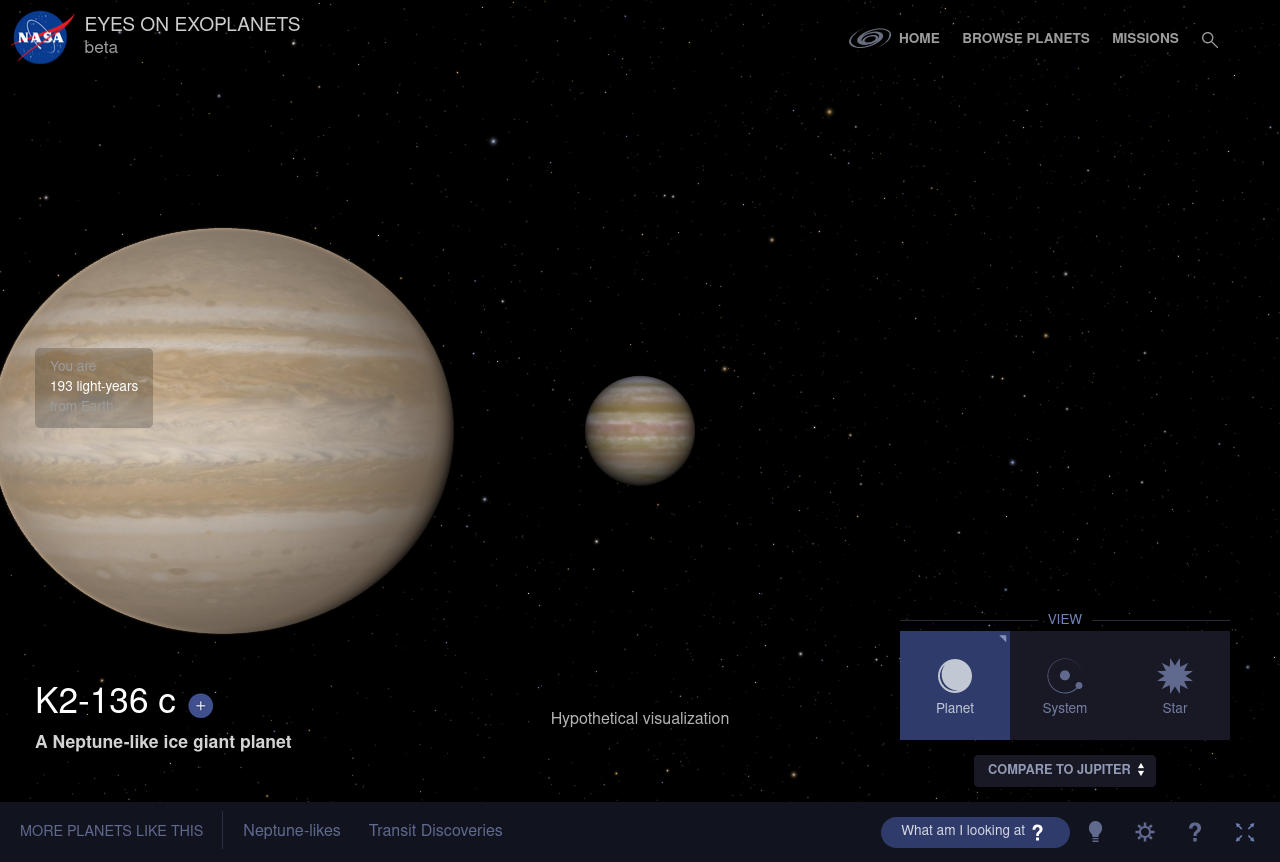 NASA
EYES ON EXOPLANETS
beta
HOME
BROWSE PLANETS
MISSIONS
You are
193 light-years
from Earth
K2-136 c +
A Neptune-like ice giant planet
Hypothetical visualization
VIEW
Planet
System
Star
COMPARE TO JUPITER
MORE PLANETS LIKE THIS
Neptune-likes
Transit Discoveries
What am I looking at ?
?